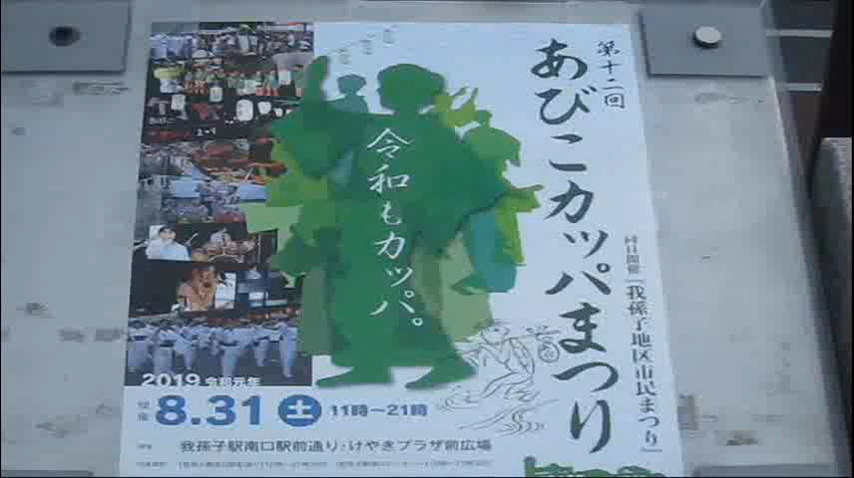 第十二回
あびこカッパまつり
同日開催『我孫子地区市民まつり』
令和もカッパ。
2019 令和元年
開催 8.31 土 11時～21時
我孫子駅南口駅前通り・けやきプラザ前広場